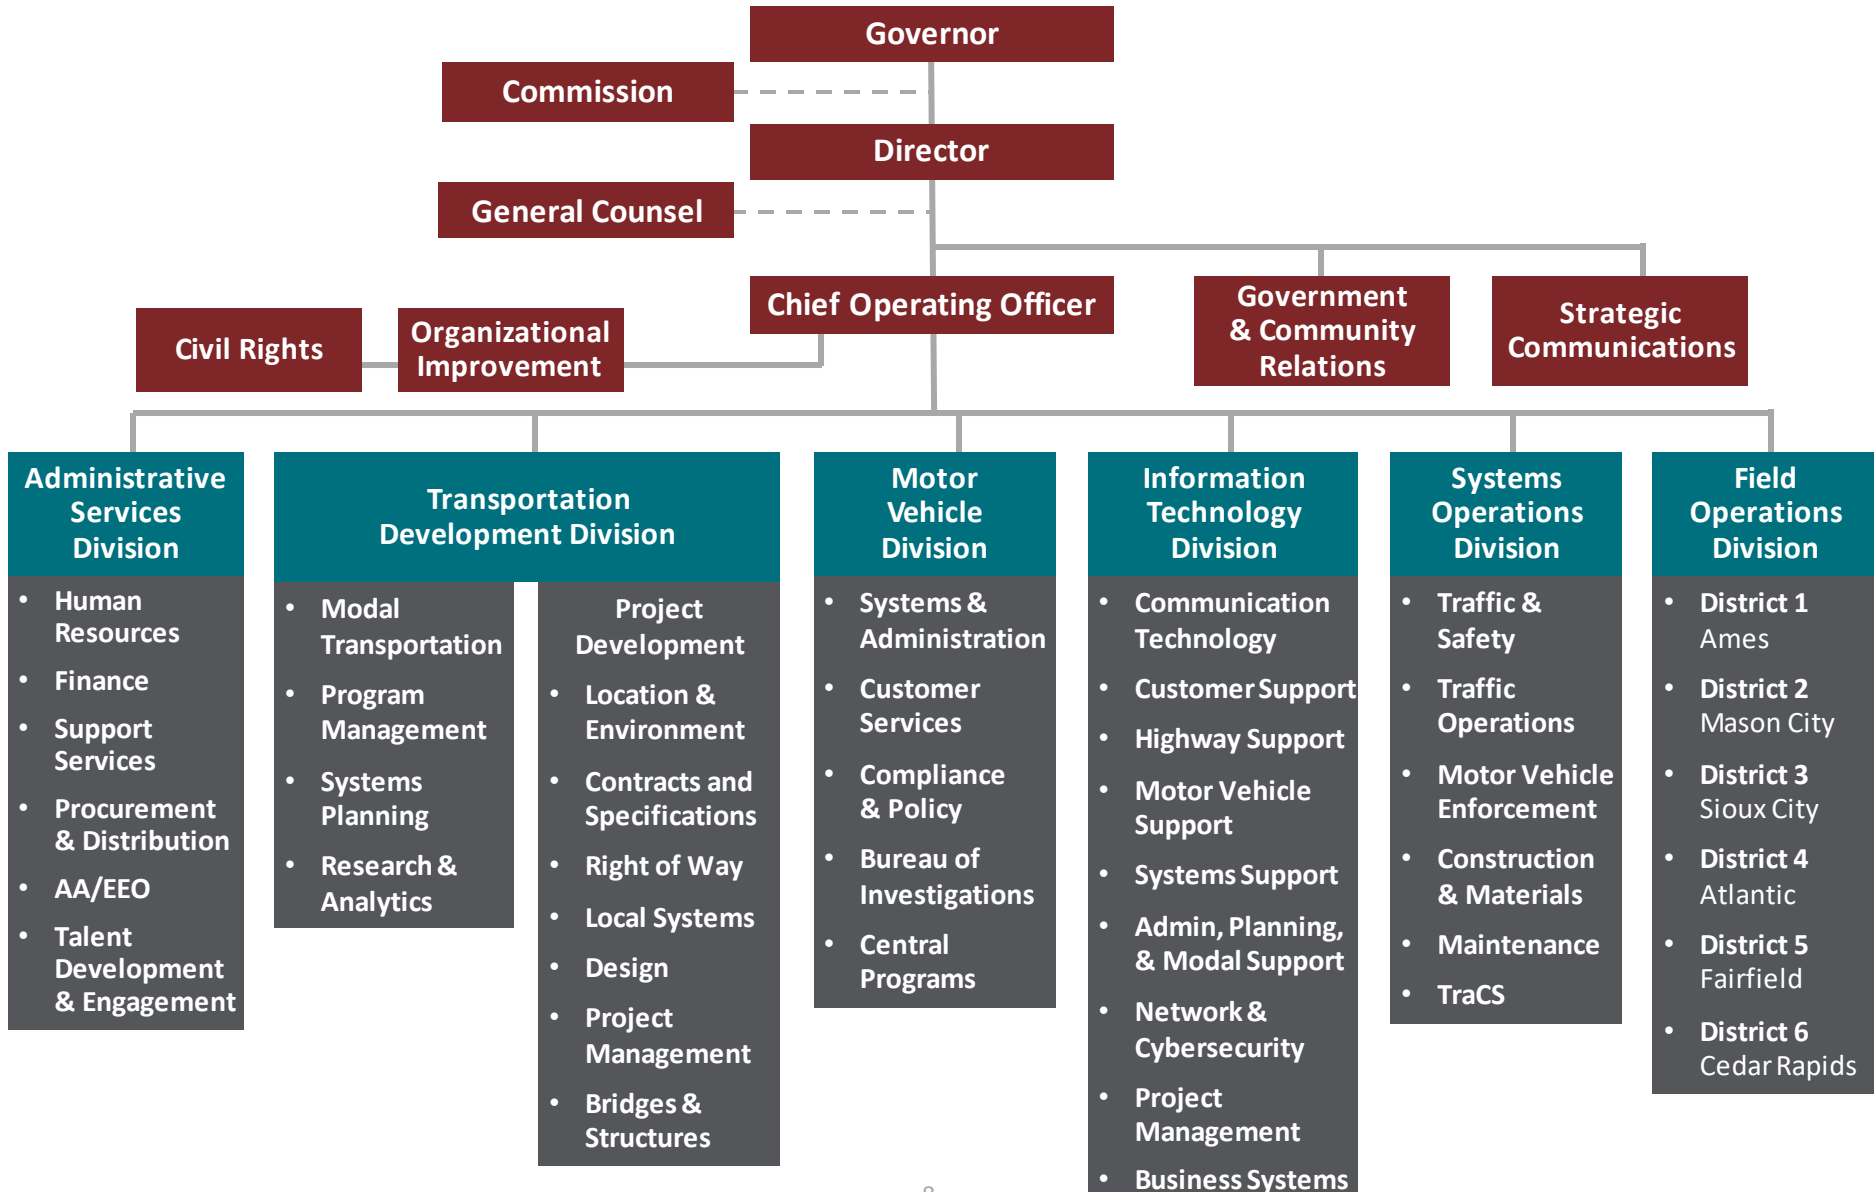 Governor
Commission
Director
General Counsel
Chief Operating Officer
Government
& Community
Relations
Strategic
Communications
Civil Rights
Organizational
Improvement
Administrative
Services
Division
• Human
Resources
• Finance
• Support
Services
• Procurement
& Distribution
• AA/EEO
• Talent
Development
& Engagement
Transportation
Development Division
• Modal
Transportation
• Program
Management
• Systems
Planning
• Research &
Analytics
Project
Development
• Location &
Environment
• Contracts and
Specifications
• Right of Way
• Local Systems
• Design
• Project
Management
• Bridges &
Structures
Motor
Vehicle
Division
• Systems &
Administration
• Customer
Services
• Compliance
& Policy
• Bureau of
Investigations
• Central
Programs
Information
Technology
Division
• Communication
Technology
• Customer Support
• Highway Support
• Motor Vehicle
Support
• Systems Support
• Admin, Planning,
& Modal Support
• Network &
Cybersecurity
• Project
Management
• Business Systems
Systems
Operations
Division
• Traffic &
Safety
• Traffic
Operations
• Motor Vehicle
Enforcement
• Construction
& Materials
• Maintenance
• TraCS
Field
Operations
Division
• District 1
Ames
• District 2
Mason City
• District 3
Sioux City
• District 4
Atlantic
• District 5
Fairfield
• District 6
Cedar Rapids